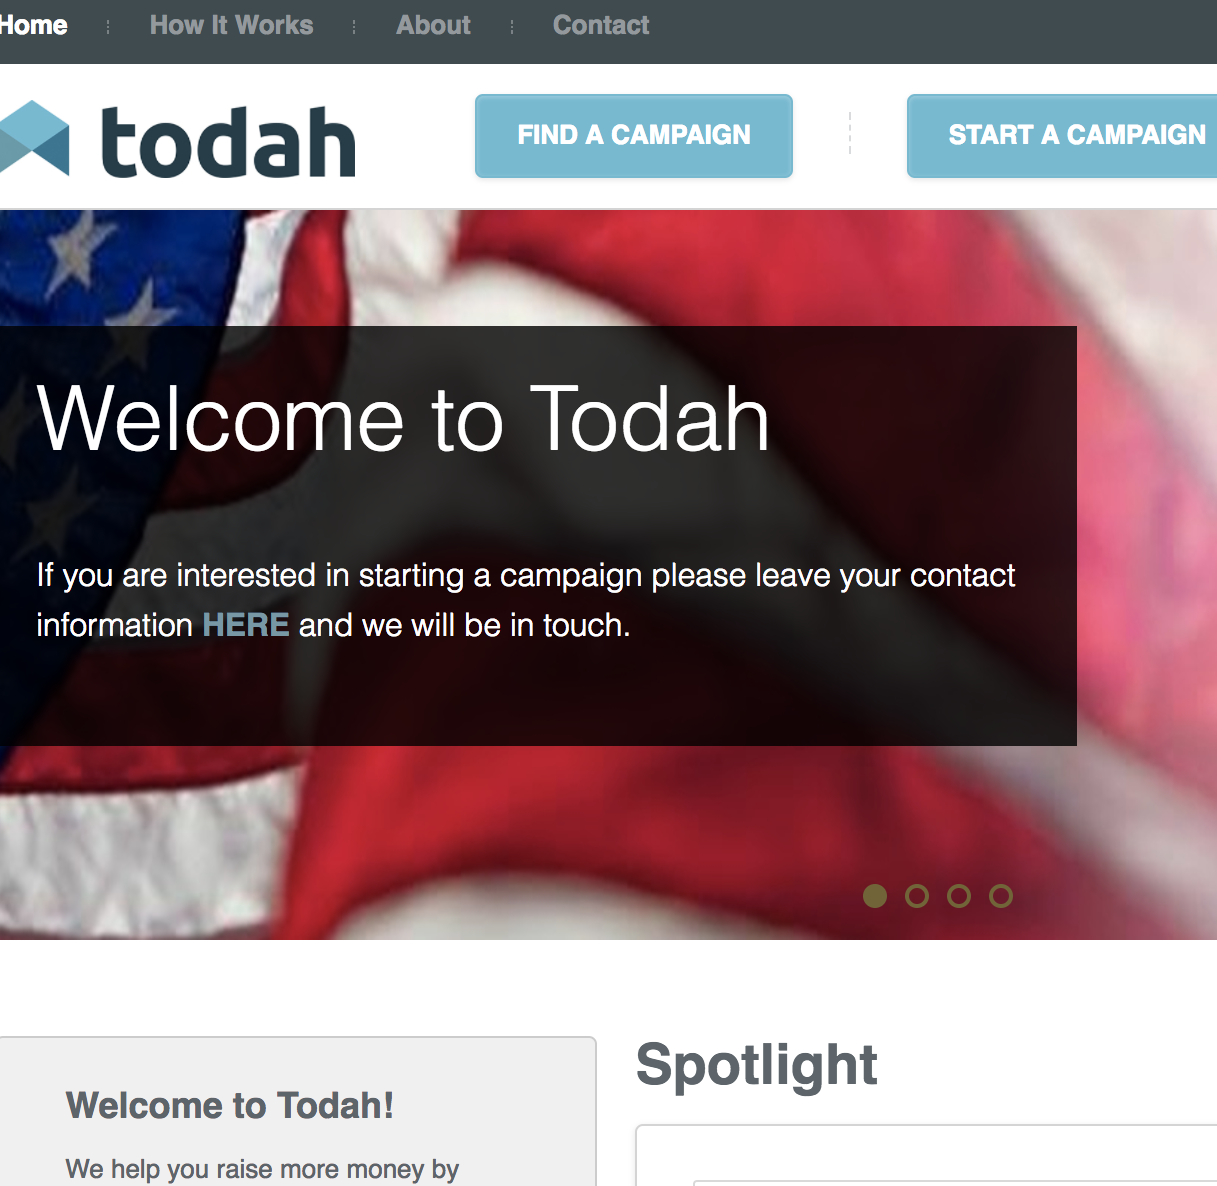 Home How It Works About Contact
todah FIND A CAMPAIGN START A CAMPAIGN
Welcome to Todah
If you are interested in starting a campaign please leave your contact
information HERE and we will be in touch.
Spotlight
Welcome to Todah!
We help you raise more money by